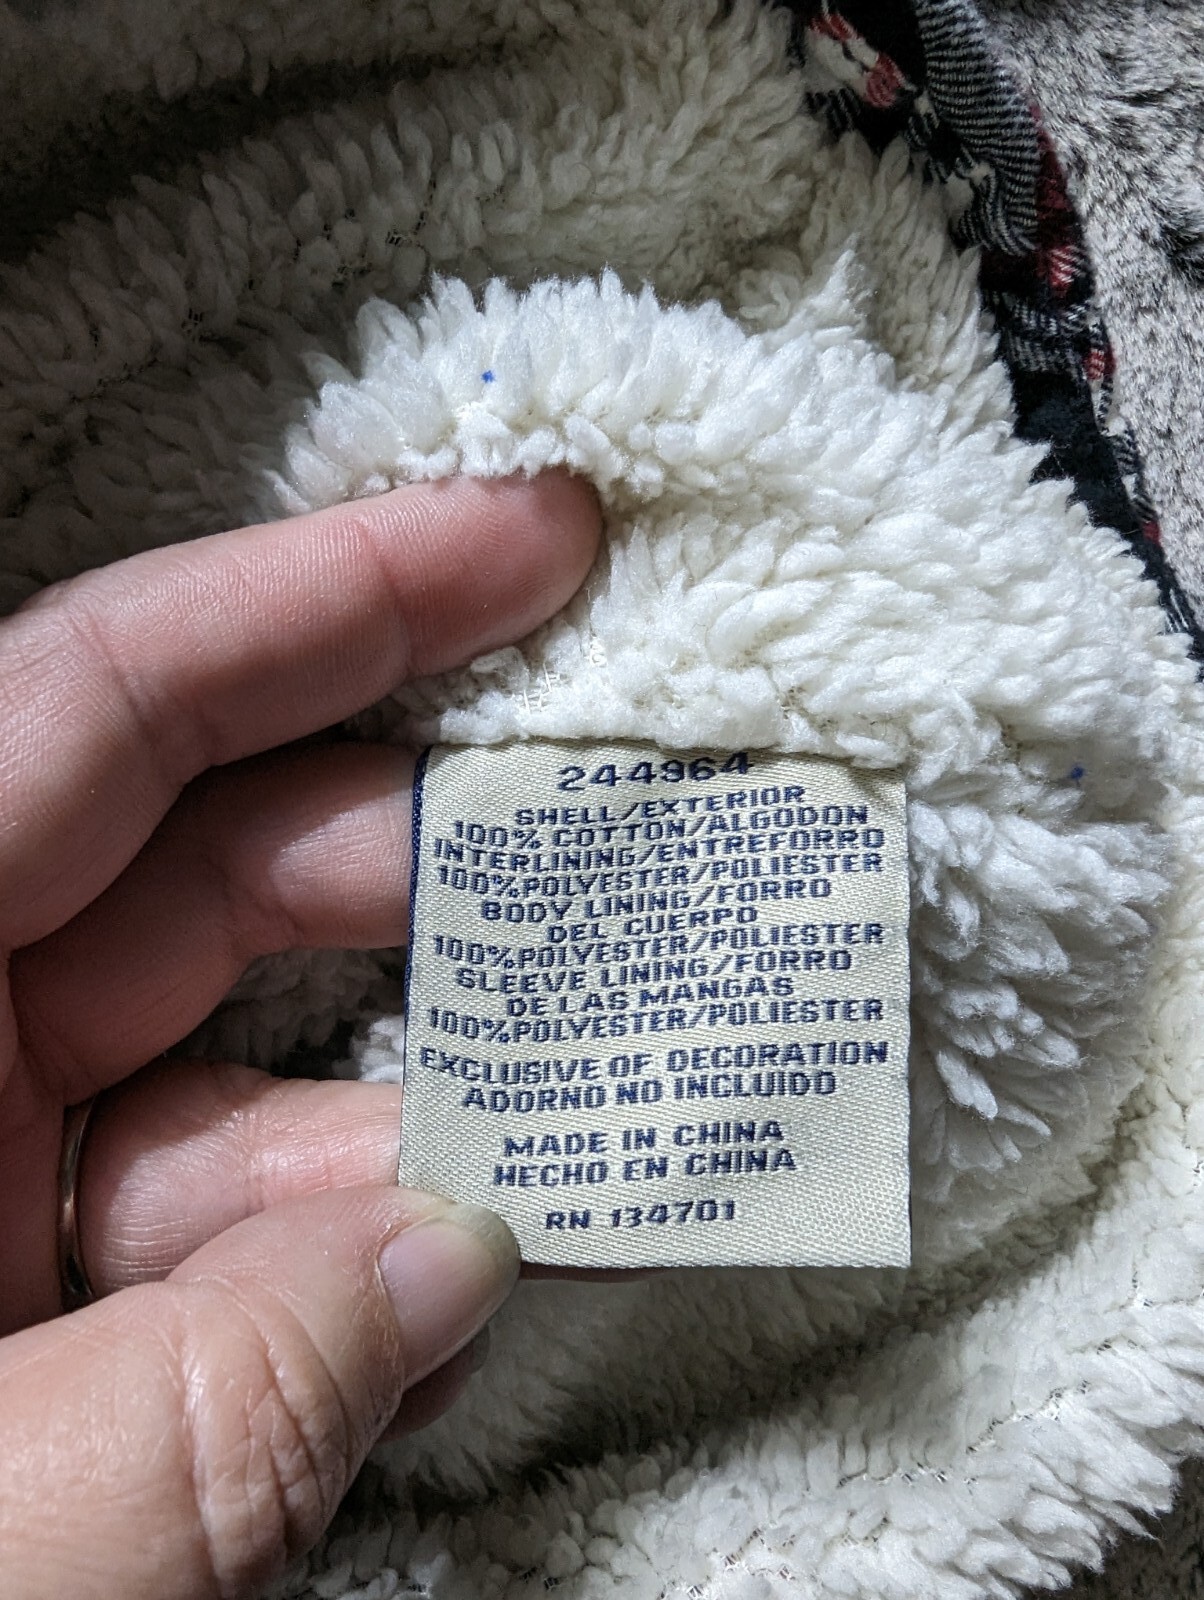 244964
SHELL/EXTERIOR
100% COTTON/ALGODON
INTERLINING/ENTREFORRO
100%POLYESTER/POLIESTER
BODY LINING/FORRO
DEL CUERPO
100%POLYESTER/POLIESTER
SLEEVE LINING/FORRO
DE LAS MANGAS
100%POLYESTER/POLIESTER
EXCLUSIVE OF DECORATION
ADORNO NO INCLUIDO
MADE IN CHINA
HECHO EN CHINA
RN 134701